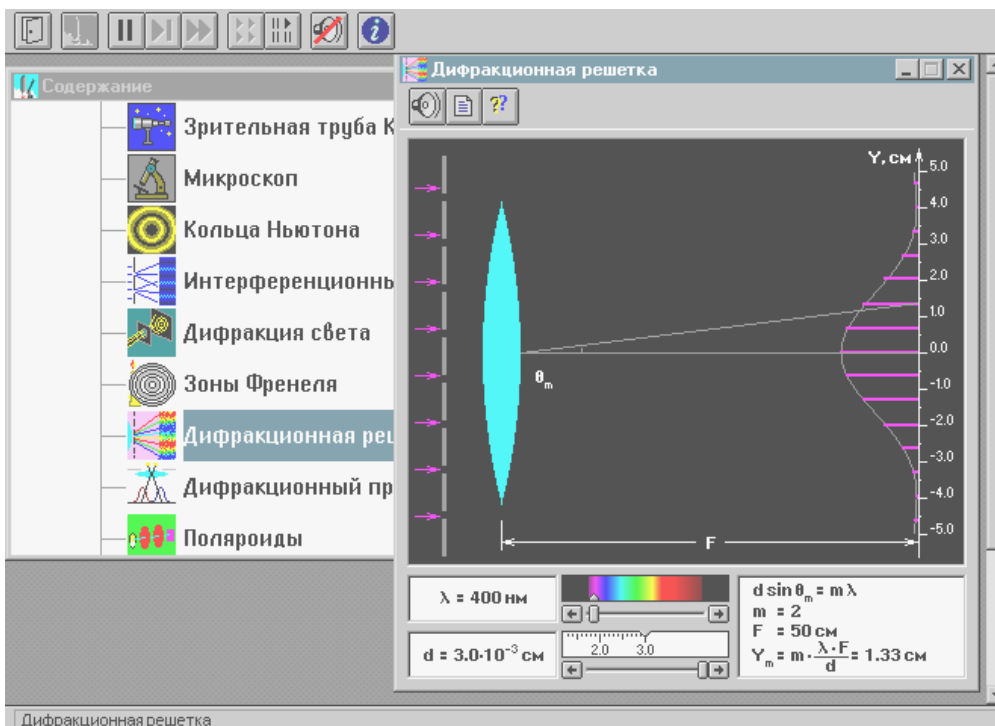 Содержание
Зрительная труба К
Микроскоп
Кольца Ньютона
Интерференционнь
Дифракция света
Зоны Френеля
Дифракционная реш
Дифракционный пр
Поляроиды
Дифракционная решетка
Y, см
5.0
4.0
3.0
2.0
1.0
0.0
-1.0
-2.0
-3.0
-4.0
-5.0
θm
F
λ = 400 нм
d = 3.0·10⁻³ см
2.0 3.0
d sin θm = m λ
m = 2
F = 50 см
Ym = m · λ·F/d = 1.33 см
Дифракционная решетка